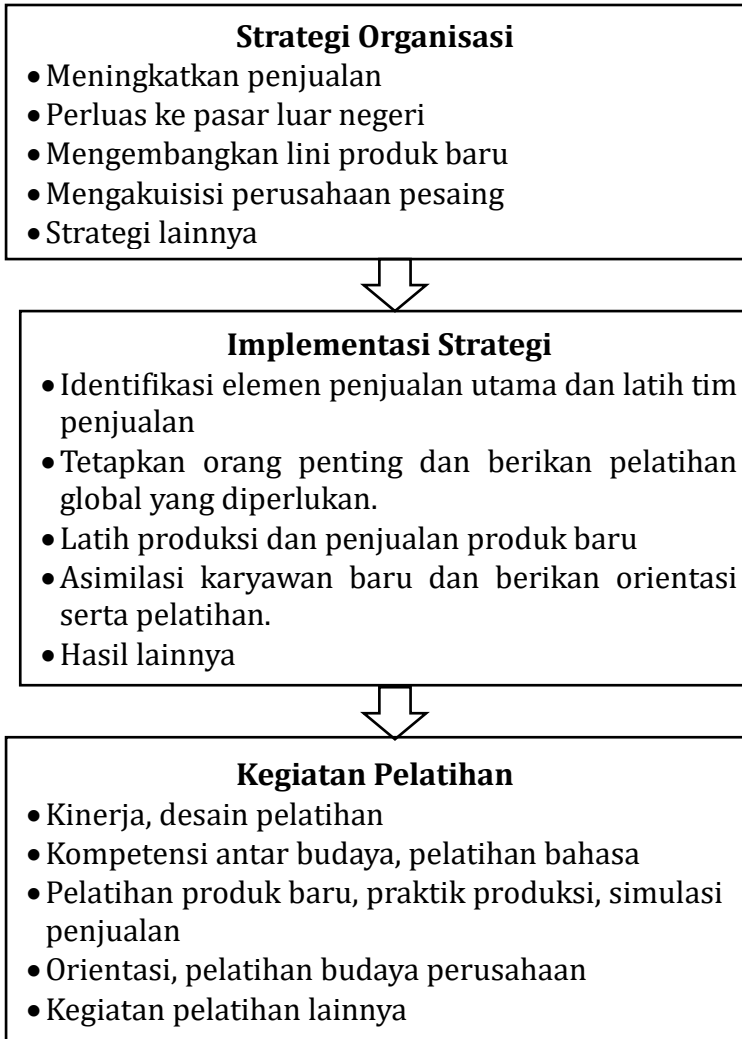 Strategi Organisasi
• Meningkatkan penjualan
• Perluas ke pasar luar negeri
• Mengembangkan lini produk baru
• Mengakuisisi perusahaan pesaing
• Strategi lainnya
Implementasi Strategi
• Identifikasi elemen penjualan utama dan latih tim
penjualan
• Tetapkan orang penting dan berikan pelatihan
global yang diperlukan.
• Latih produksi dan penjualan produk baru
• Asimilasi karyawan baru dan berikan orientasi
serta pelatihan.
• Hasil lainnya
Kegiatan Pelatihan
• Kinerja, desain pelatihan
• Kompetensi antar budaya, pelatihan bahasa
• Pelatihan produk baru, praktik produksi, simulasi
penjualan
• Orientasi, pelatihan budaya perusahaan
• Kegiatan pelatihan lainnya